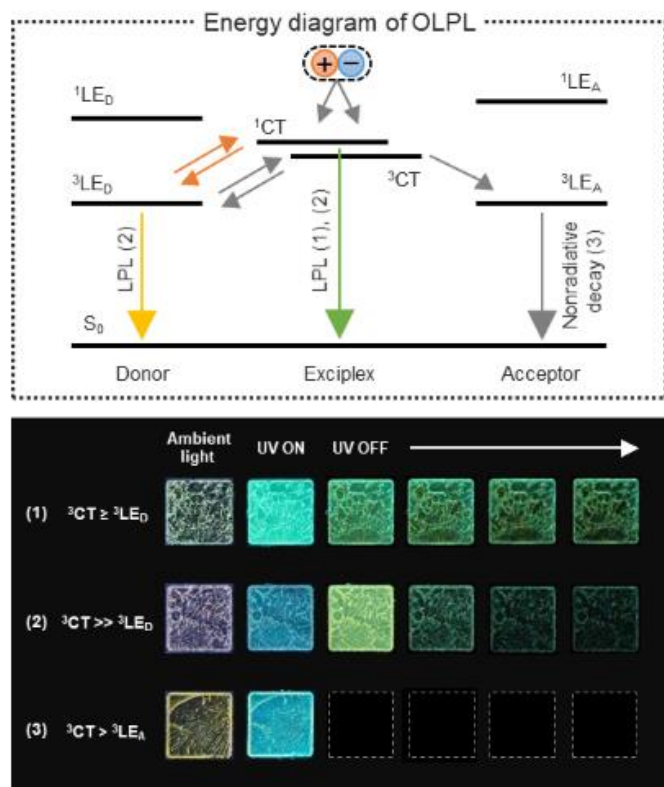 Energy diagram of OLPL
+ −
¹LE_D
¹CT
¹LE_A
³LE_D
³CT
³LE_A
LPL (2)
LPL (1), (2)
Nonradiative
decay (3)
S₀
Donor Exciplex Acceptor
Ambient
light UV ON UV OFF
(1) ³CT ≥ ³LE_D
(2) ³CT >> ³LE_D
(3) ³CT > ³LE_A